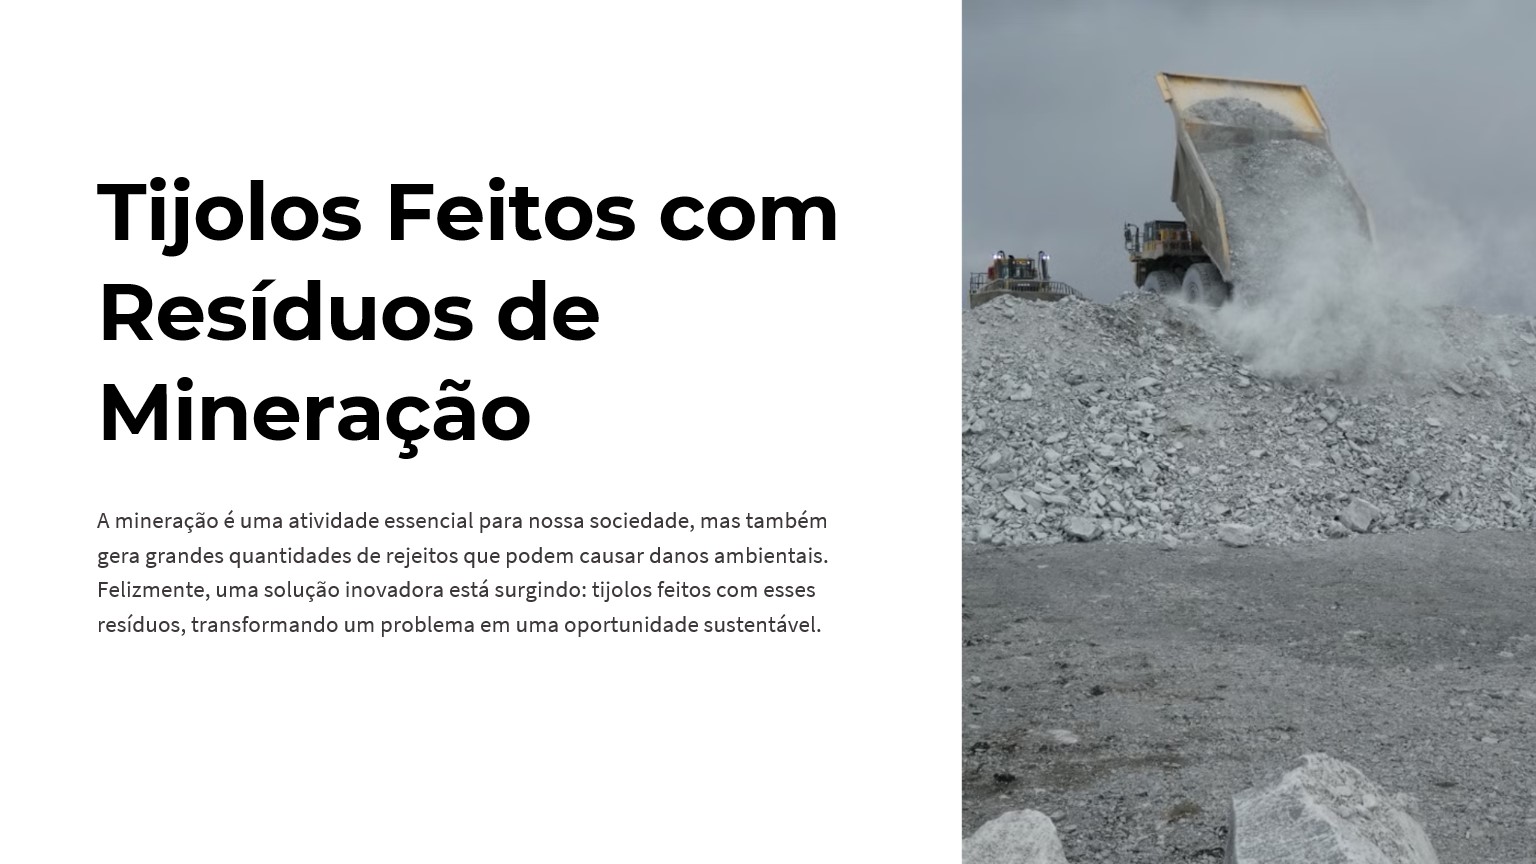 Tijolos Feitos com
Resíduos de
Mineração
A mineração é uma atividade essencial para nossa sociedade, mas também
gera grandes quantidades de rejeitos que podem causar danos ambientais.
Felizmente, uma solução inovadora está surgindo: tijolos feitos com esses
resíduos, transformando um problema em uma oportunidade sustentável.